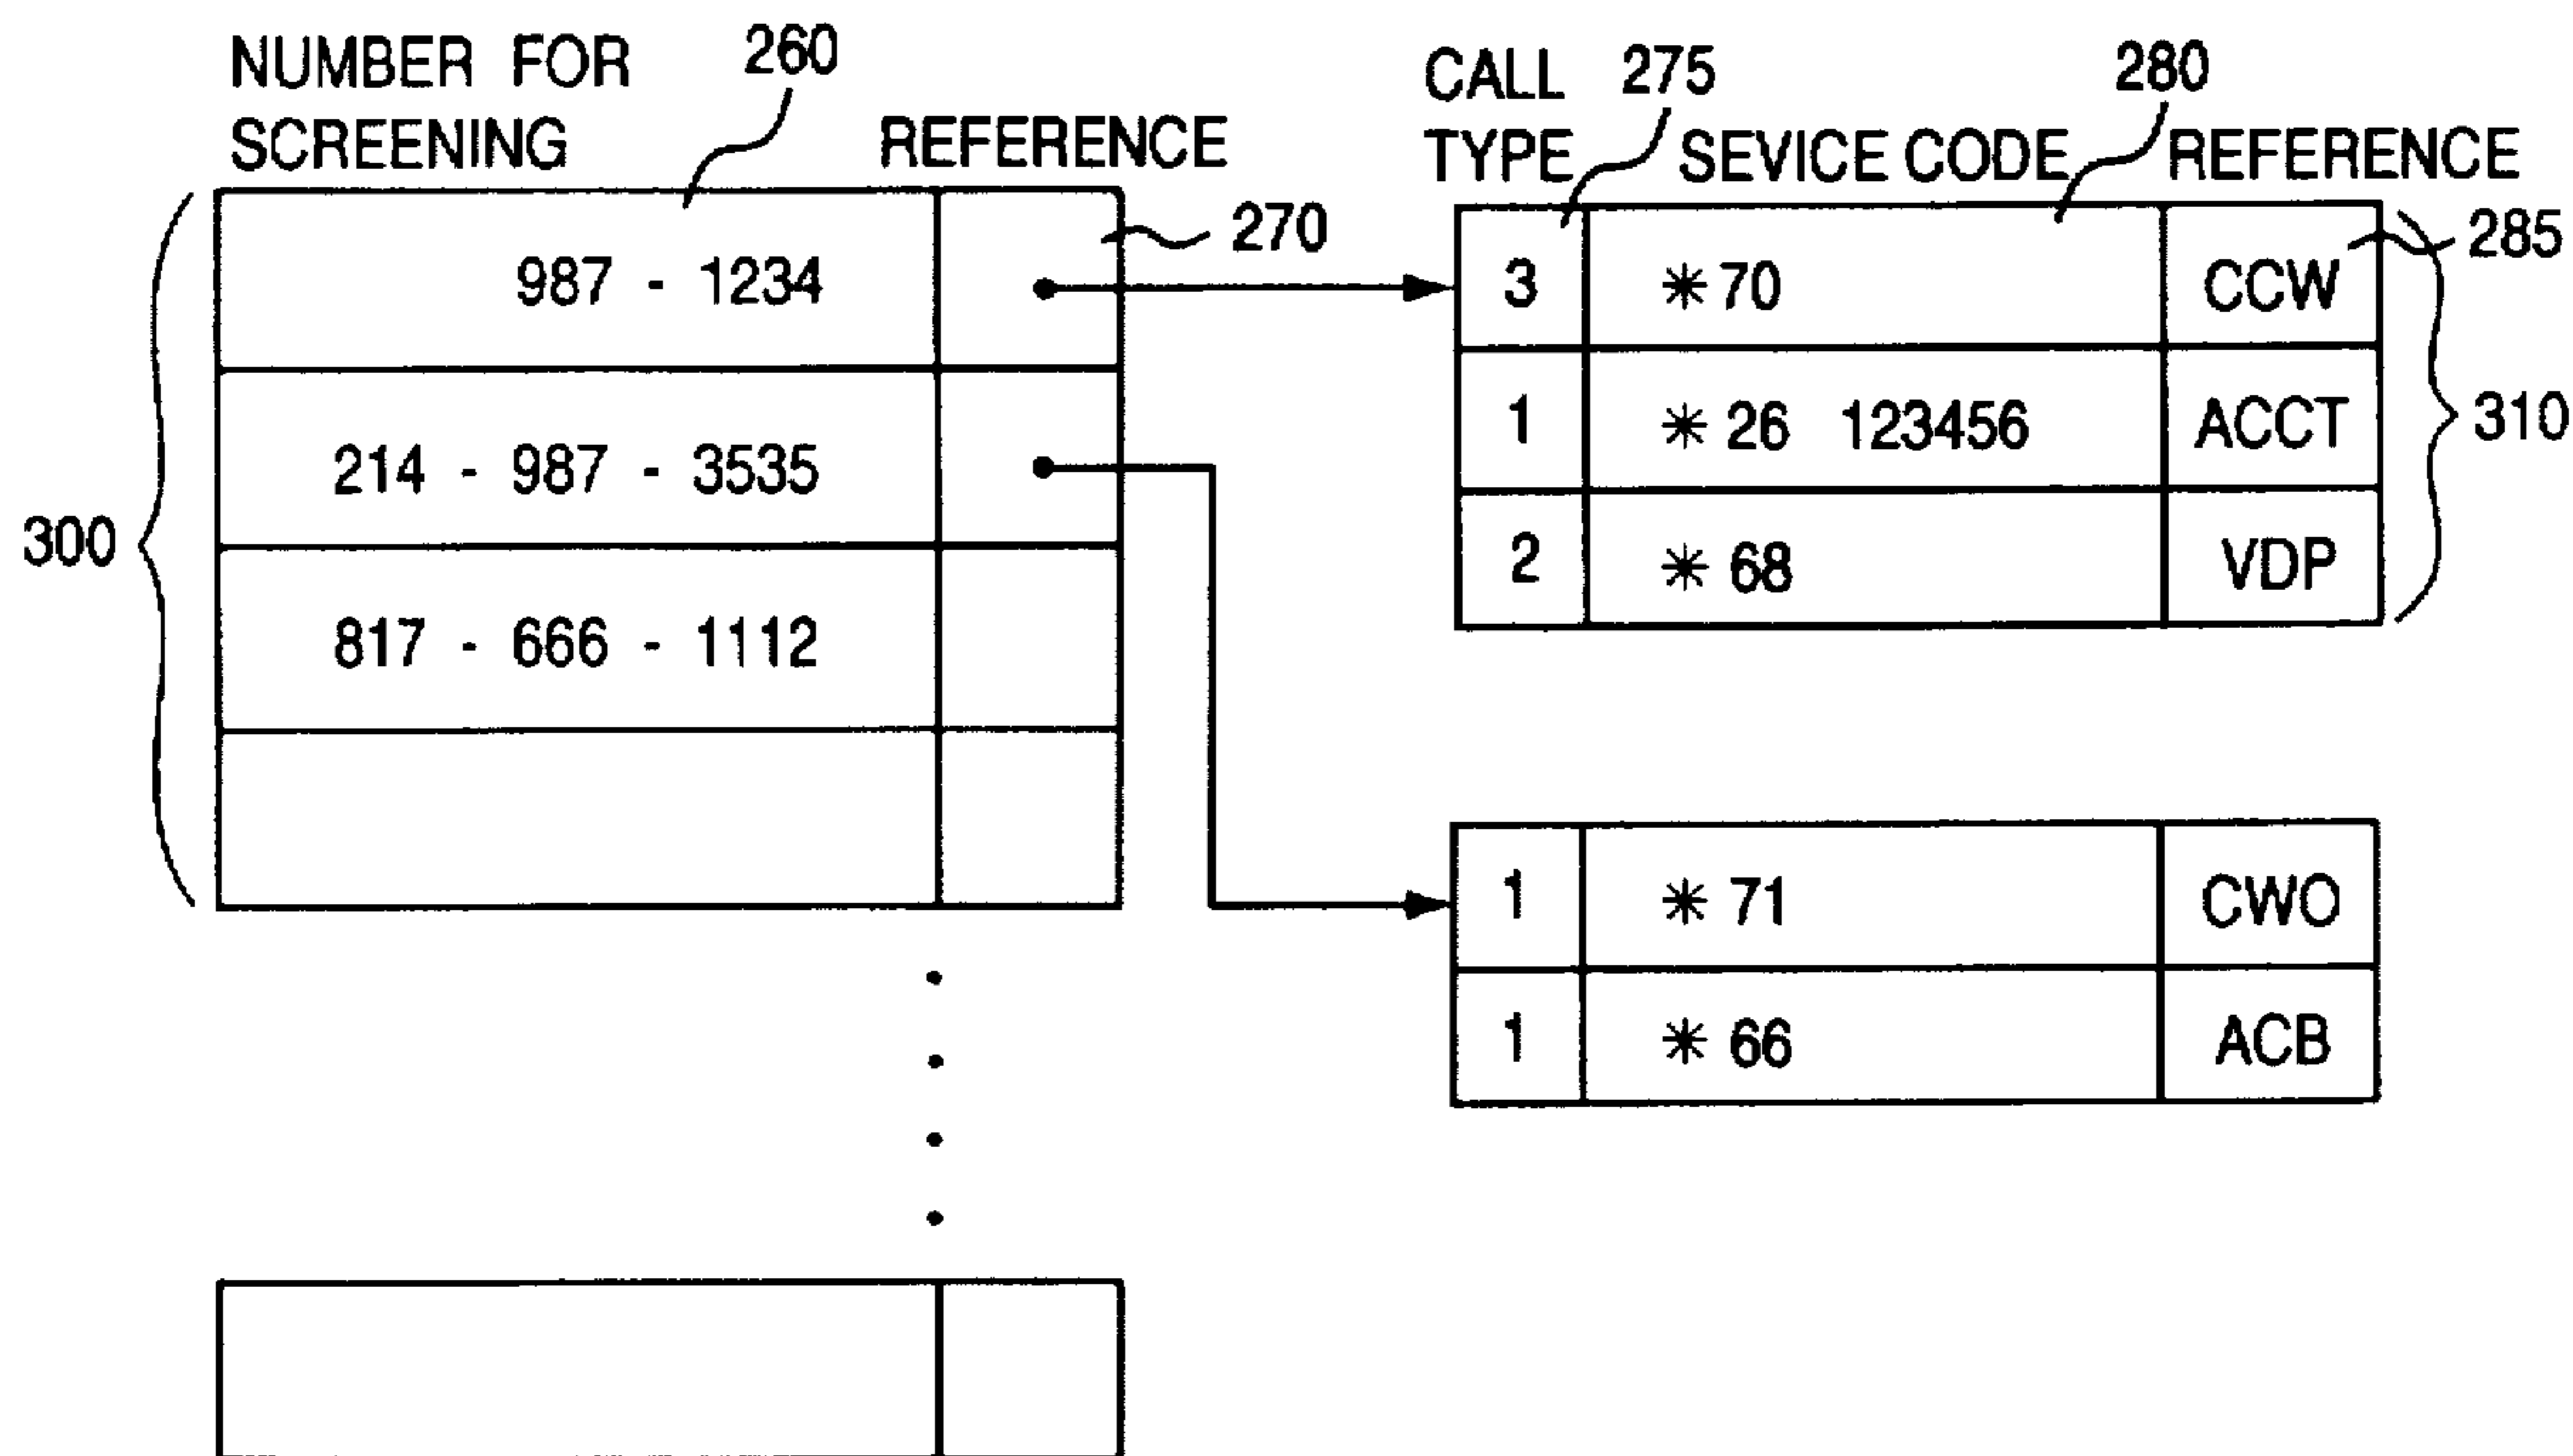 NUMBER FOR
SCREENING
260
REFERENCE
270
987 - 1234
214 - 987 - 3535
817 - 666 - 1112
300
CALL
TYPE
275
SEVICE CODE
280
REFERENCE
285
3 * 70 CCW
1 * 26 123456 ACCT
2 * 68 VDP
310
1 * 71 CWO
1 * 66 ACB